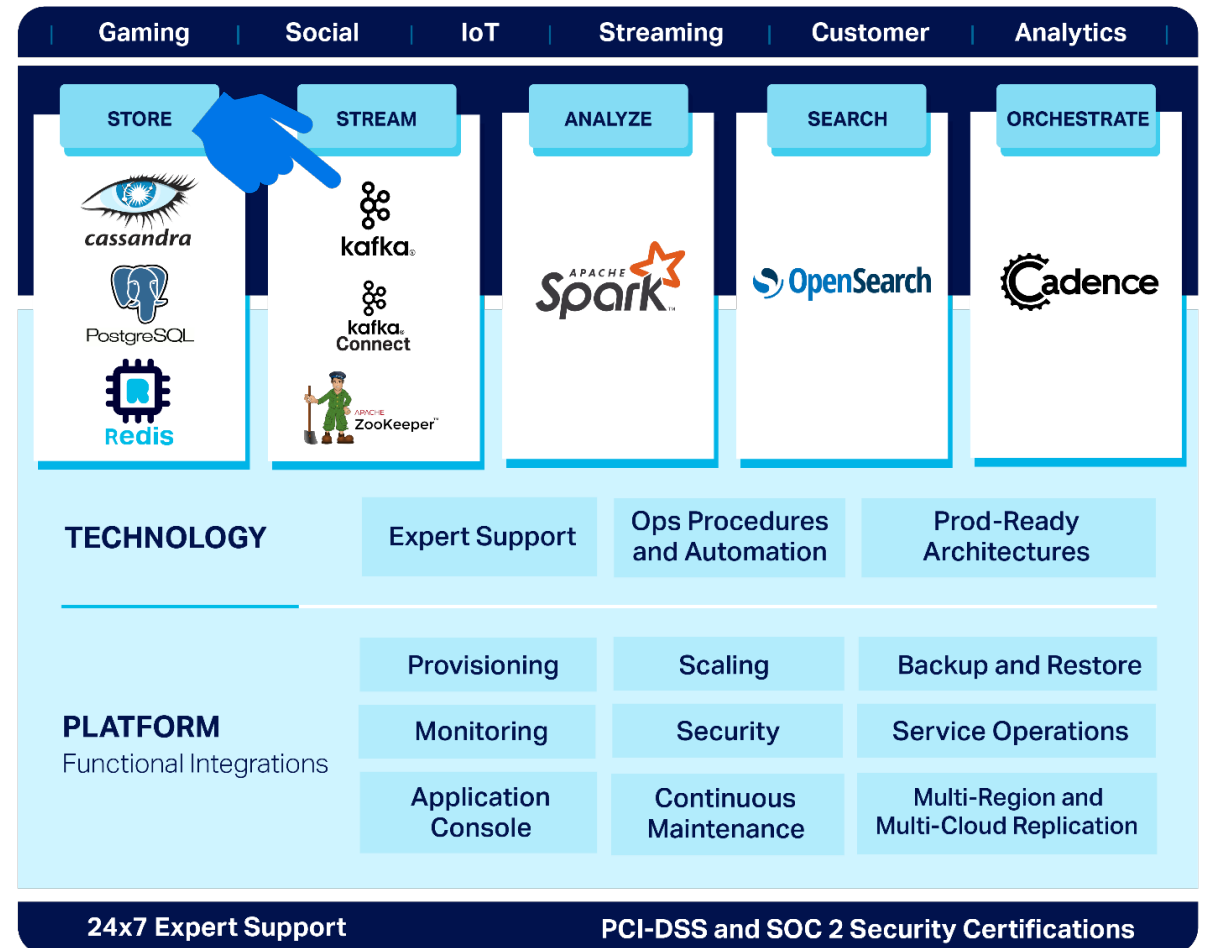 Gaming
Social
IoT
Streaming
Customer
Analytics
STORE
STREAM
ANALYZE
SEARCH
ORCHESTRATE
cassandra
PostgreSQL
Redis
kafka®
kafka®
Connect
APACHE
ZooKeeper™
APACHE
Spark™
OpenSearch
Cadence
TECHNOLOGY
Expert Support
Ops Procedures
and Automation
Prod-Ready
Architectures
PLATFORM
Functional Integrations
Provisioning
Scaling
Backup and Restore
Monitoring
Security
Service Operations
Application
Console
Continuous
Maintenance
Multi-Region and
Multi-Cloud Replication
24x7 Expert Support
PCI-DSS and SOC 2 Security Certifications